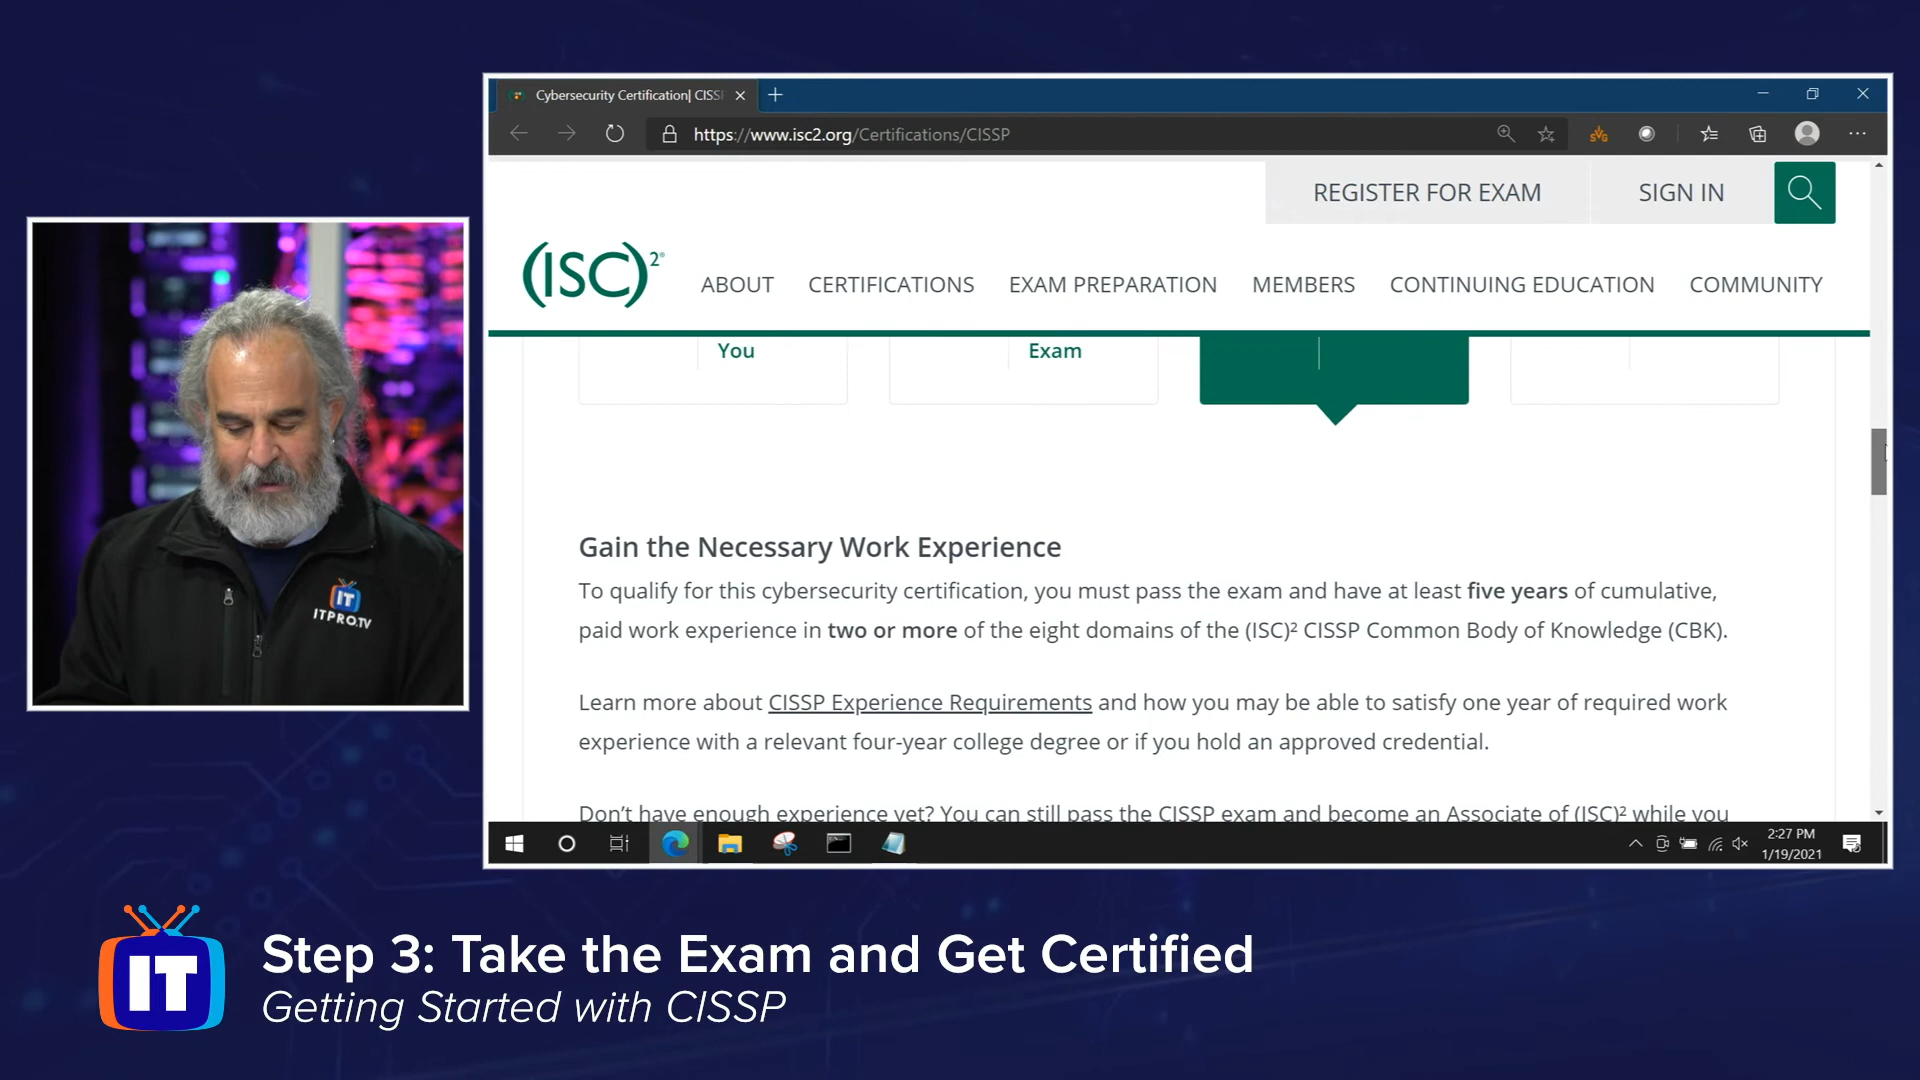 Cybersecurity Certification| CISS
https://www.isc2.org/Certifications/CISSP
SVG
REGISTER FOR EXAM
SIGN IN
(ISC)²®
ABOUT
CERTIFICATIONS
EXAM PREPARATION
MEMBERS
CONTINUING EDUCATION
COMMUNITY
You
Exam
Gain the Necessary Work Experience
To qualify for this cybersecurity certification, you must pass the exam and have at least five years of cumulative,
paid work experience in two or more of the eight domains of the (ISC)² CISSP Common Body of Knowledge (CBK).
Learn more about CISSP Experience Requirements and how you may be able to satisfy one year of required work
experience with a relevant four-year college degree or if you hold an approved credential.
Don't have enough experience yet? You can still pass the CISSP exam and become an Associate of (ISC)² while you
2:27 PM
1/19/2021
IT
ITPRO.TV
IT
Step 3: Take the Exam and Get Certified
Getting Started with CISSP